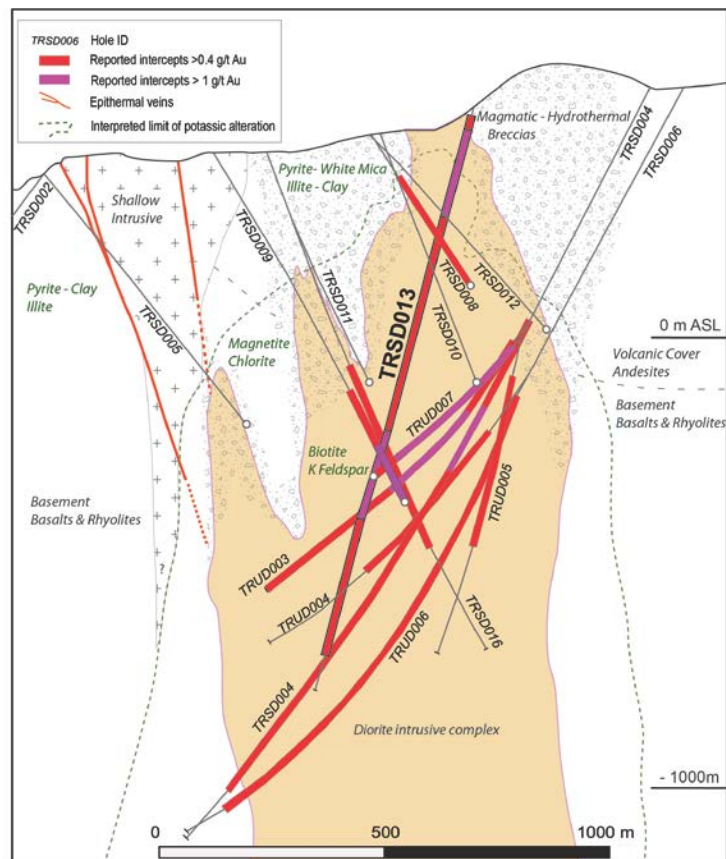 TRSD006 Hole ID
Reported intercepts >0.4 g/t Au
Reported intercepts > 1 g/t Au
Epithermal veins
Interpreted limit of potassic alteration
Magmatic - Hydrothermal
Breccias
TRSD004
TRSD006
Pyrite- White Mica
Illite - Clay
Shallow
Intrusive
TRSD002
TRSD009
TRSD008
TRSD012
Pyrite - Clay
Illite
TRSD011
TRSD013
TRSD010
TRSD005
0 m ASL
Magnetite
Chlorite
Volcanic Cover
Andesites
TRUD007
Basement
Basalts & Rhyolites
Biotite
K Feldspar
TRUD005
Basement
Basalts & Rhyolites
TRUD003
?
TRUD004
TRUD006
TRSD016
TRSD004
Diorite intrusive complex
- 1000m
0 500 1000 m